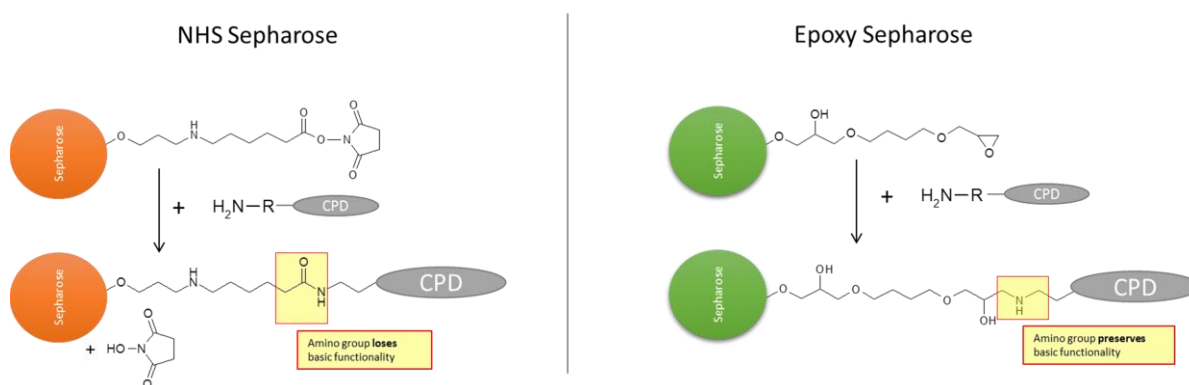 NHS Sepharose
Epoxy Sepharose
Sepharose
O
H
N
O
O
N
O
O
+
H2N
R
CPD
Sepharose
O
H
N
O
N
H
CPD
+
HO
N
O
O
Amino group loses
basic functionality
Sepharose
O
OH
O
O
O
+
H2N
R
CPD
Sepharose
O
OH
O
O
OH
H
N
CPD
Amino group preserves
basic functionality